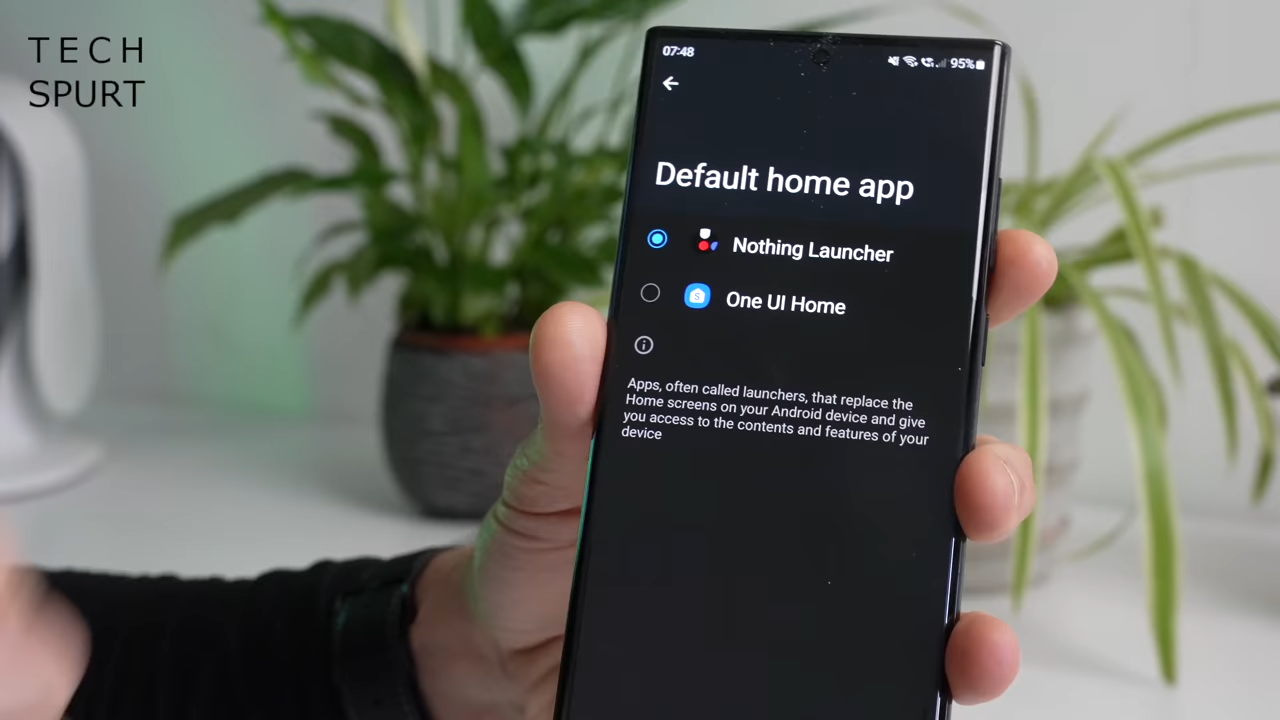 TECH
SPURT
07:48
95%
Default home app
Nothing Launcher
One UI Home
Apps, often called launchers, that replace the
Home screens on your Android device and give
you access to the contents and features of your
device